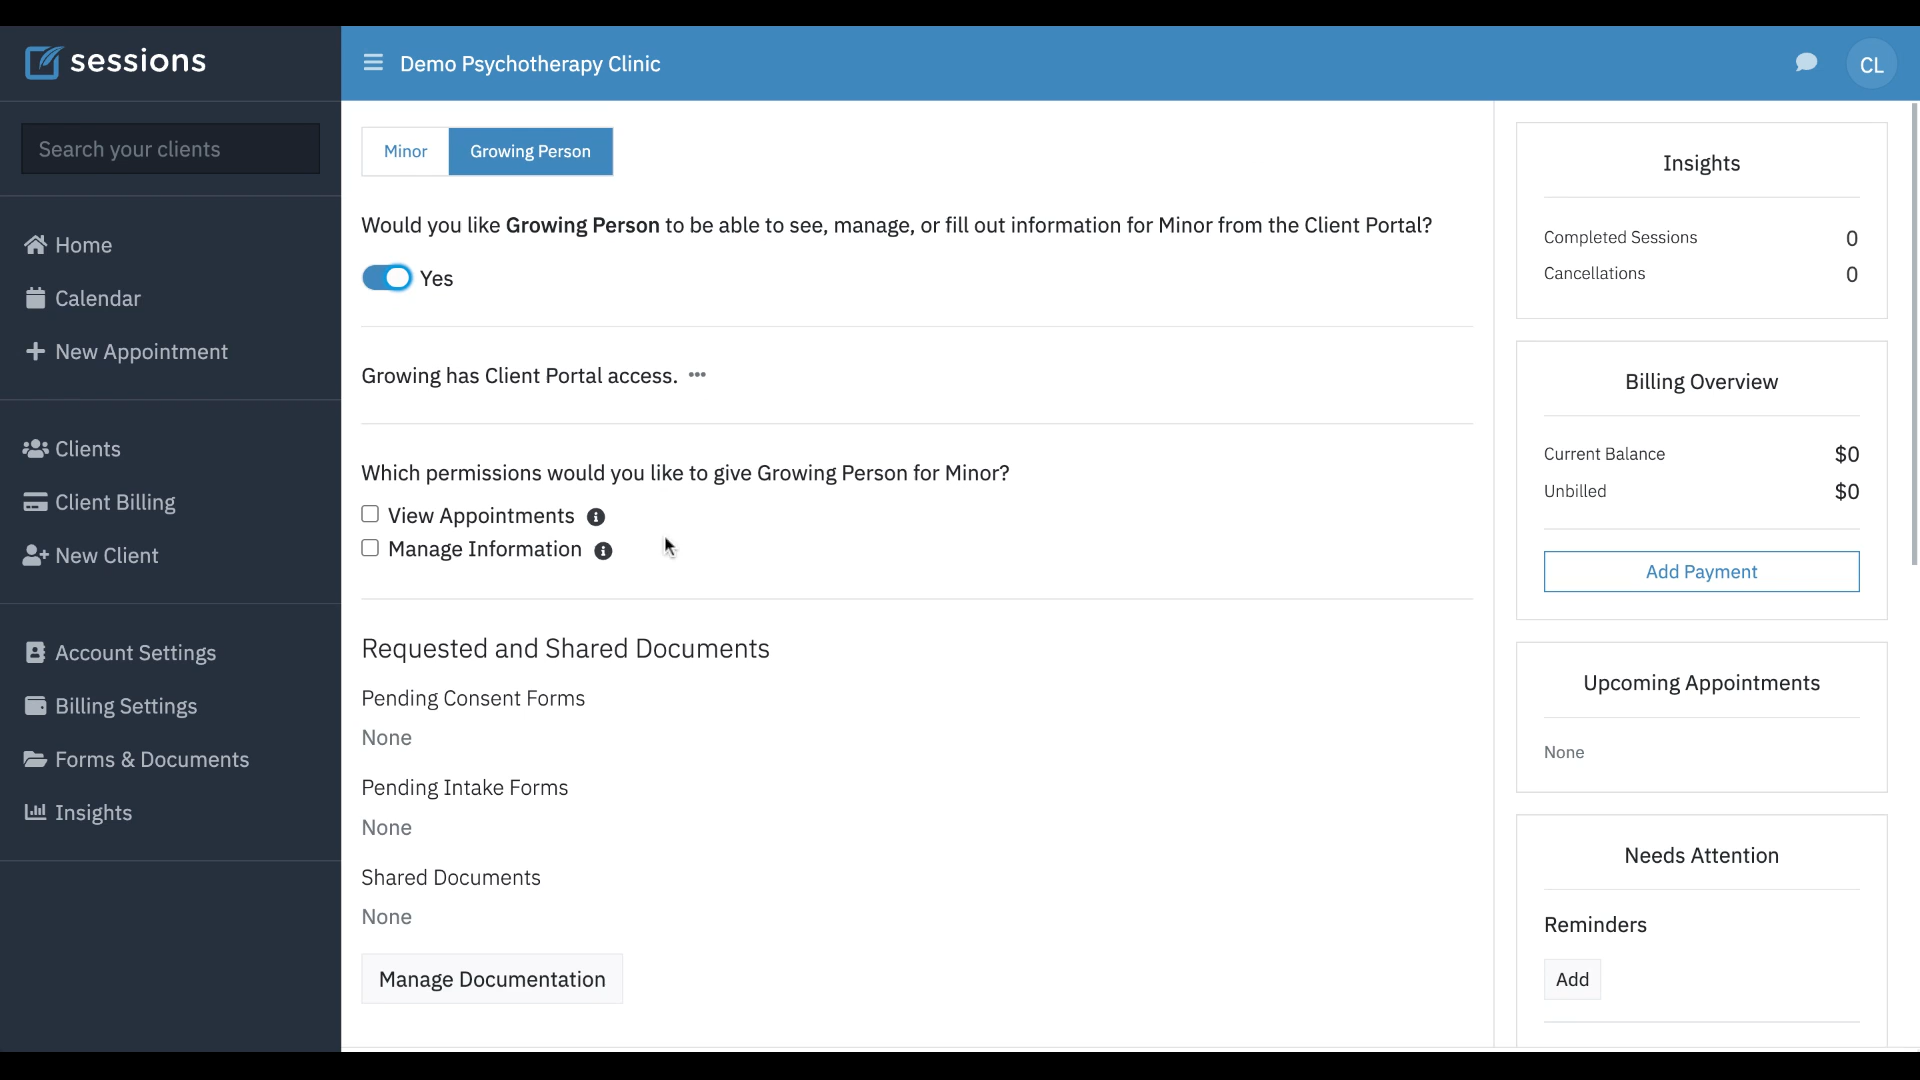 sessions
Demo Psychotherapy Clinic
CL
Search your clients
Home
Calendar
New Appointment
Clients
Client Billing
New Client
Account Settings
Billing Settings
Forms & Documents
Insights
Minor
Growing Person
Would you like Growing Person to be able to see, manage, or fill out information for Minor from the Client Portal?
Yes
Growing has Client Portal access.
Which permissions would you like to give Growing Person for Minor?
View Appointments
Manage Information
Requested and Shared Documents
Pending Consent Forms
None
Pending Intake Forms
None
Shared Documents
None
Manage Documentation
Insights
Completed Sessions 0
Cancellations 0
Billing Overview
Current Balance $0
Unbilled $0
Add Payment
Upcoming Appointments
None
Needs Attention
Reminders
Add